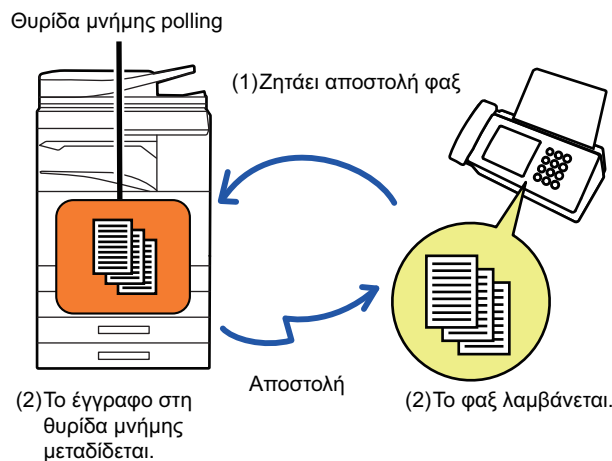 Θυρίδα μνήμης polling
(1)Ζητάει αποστολή φαξ
Αποστολή
(2)Το έγγραφο στη
θυρίδα μνήμης
μεταδίδεται.
(2)Το φαξ λαμβάνεται.